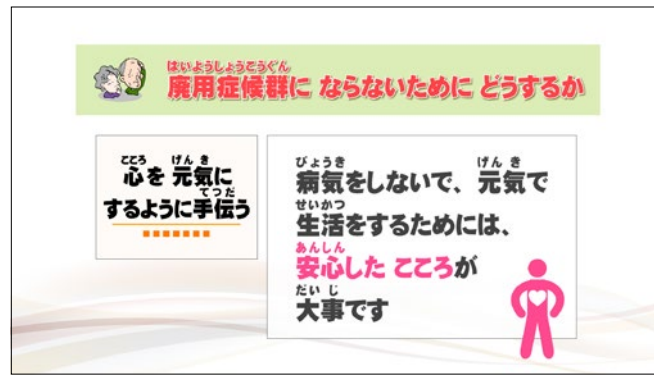 はいようしょうこうぐん
廃用症候群に ならないために どうするか
こころ げんき
心を 元気に
てつだ
するように手伝う
びょうき げんき
病気をしないで、元気で
せいかつ
生活をするためには、
あんしん
安心した こころが
だいじ
大事です